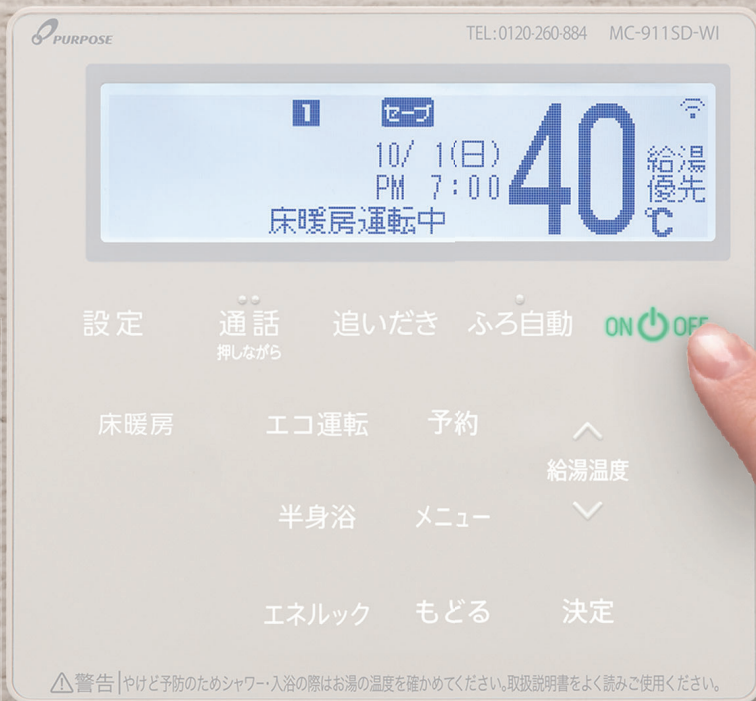 PURPOSE
TEL:0120-260-884 MC-911SD-WI
1 セーブ
10/ 1(日)
PM 7:00
40℃
給湯
優先
床暖房運転中
設定 通話 追いだき ふろ自動 ON OFF
押しながら
床暖房 エコ運転 予約
給湯温度
半身浴 メニュー
エネルック もどる 決定
警告 やけど予防のためシャワー・入浴の際はお湯の温度を確かめてください。取扱説明書をよく読みご使用ください。